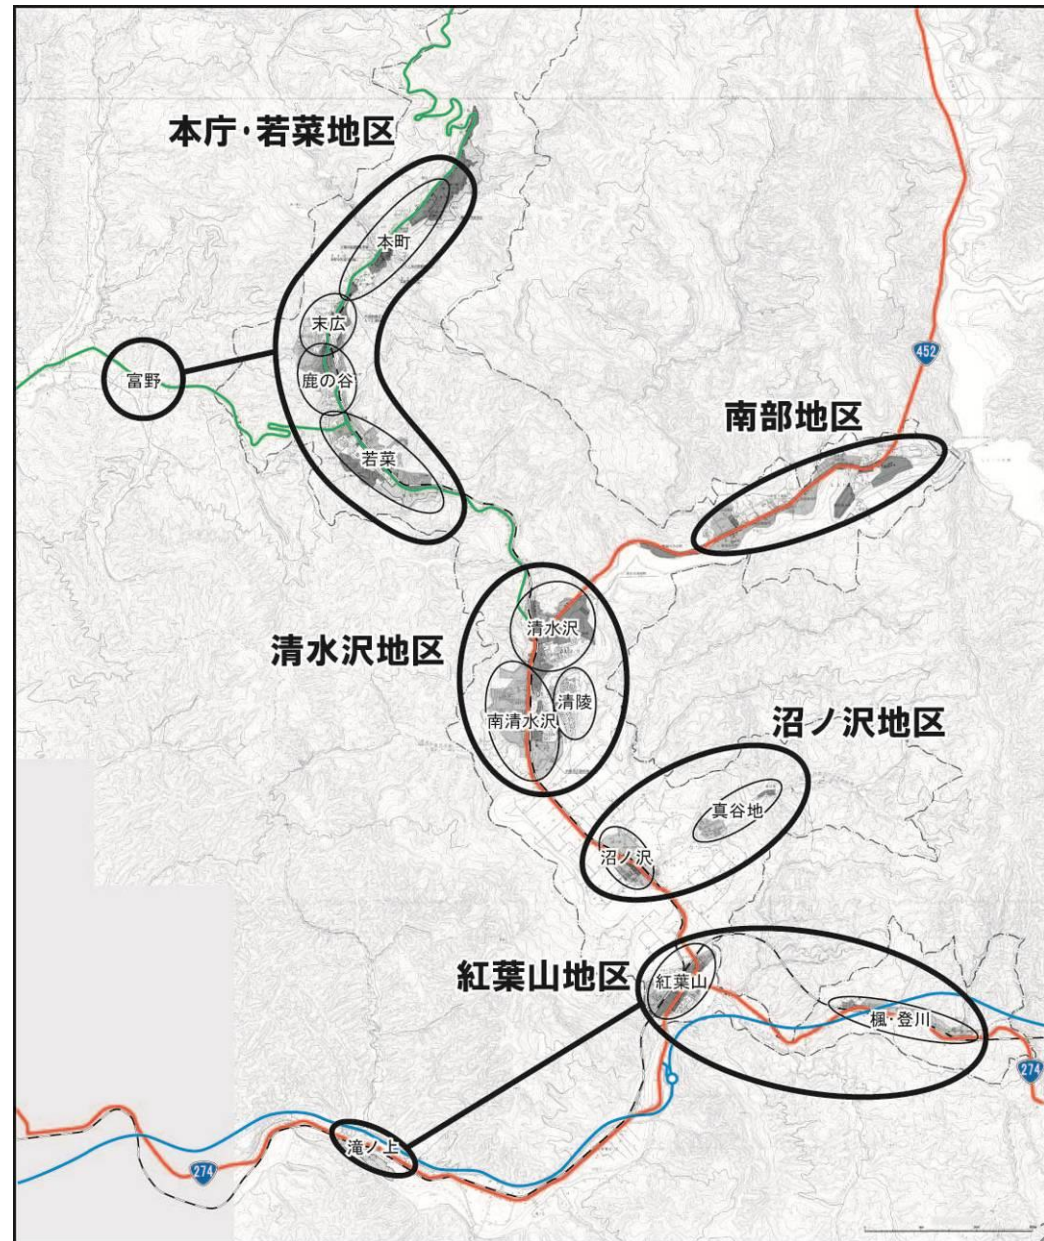 本庁・若菜地区
本町
末広
富野
鹿の谷
452
南部地区
若菜
清水沢
清水沢地区
清陵
南清水沢
沼ノ沢地区
真谷地
沼ノ沢
紅葉山地区
紅葉山
楓・登川
274
滝ノ上
274